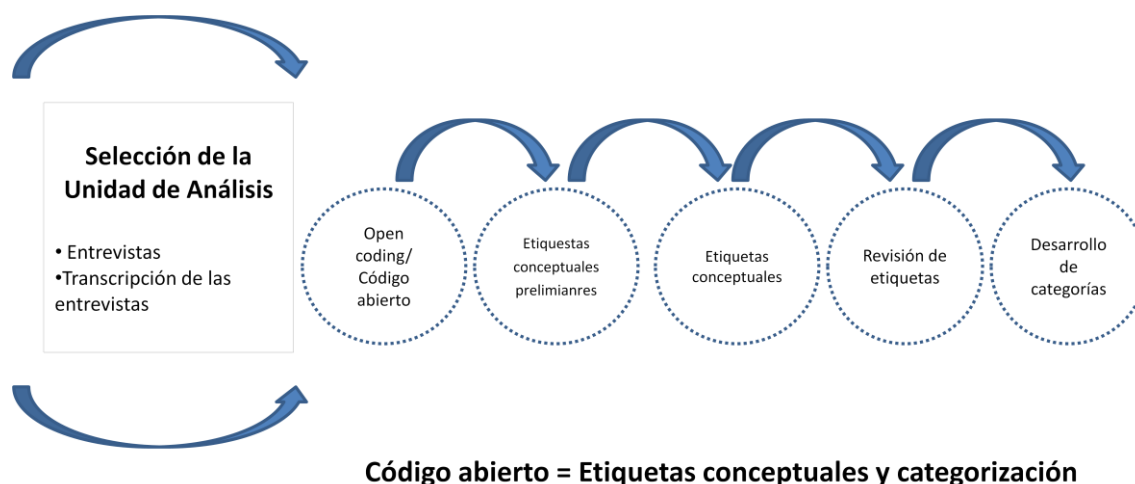 Selección de la
Unidad de Análisis
• Entrevistas
•Transcripción de las
entrevistas
Open
coding/
Código
abierto
Etiquestas
conceptuales
prelimianres
Etiquetas
conceptuales
Revisión de
etiquetas
Desarrollo
de
categorías
Código abierto = Etiquetas conceptuales y categorización